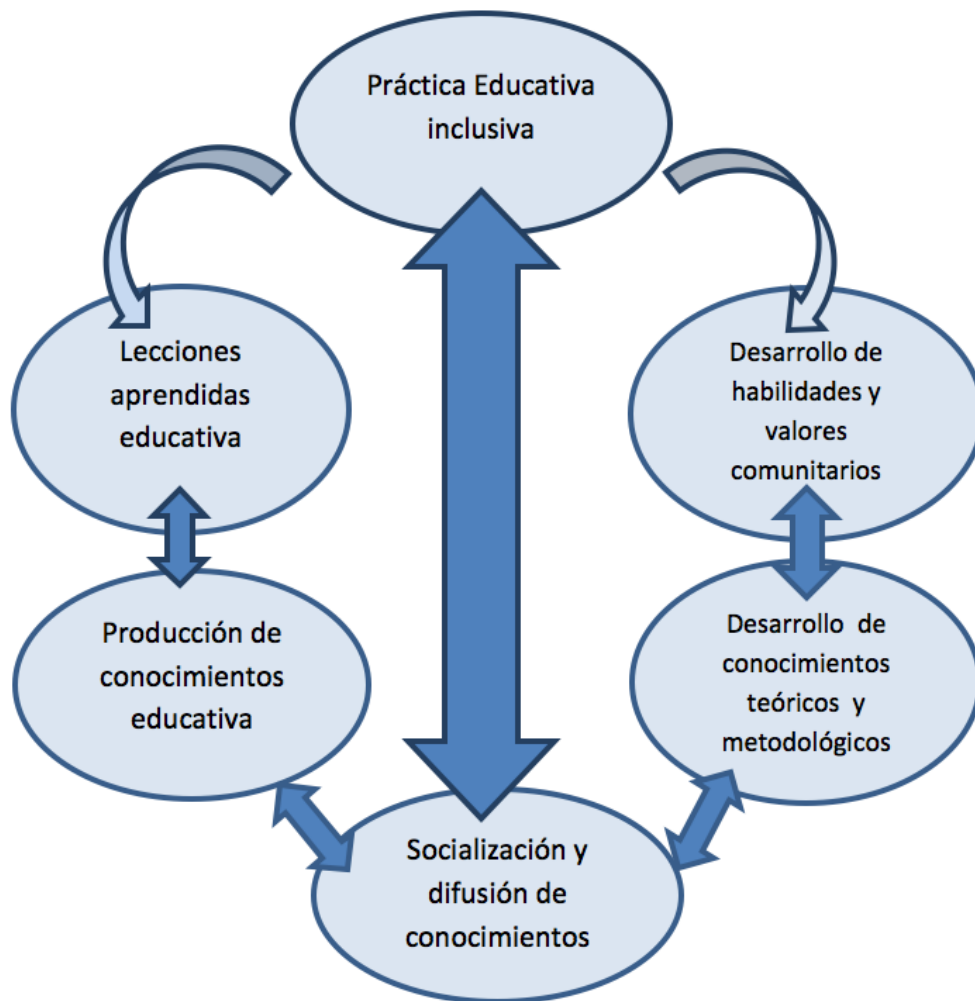 Práctica Educativa
inclusiva
Lecciones
aprendidas
educativa
Desarrollo de
habilidades y
valores
comunitarios
Producción de
conocimientos
educativa
Desarrollo de
conocimientos
teóricos y
metodológicos
Socialización y
difusión de
conocimientos